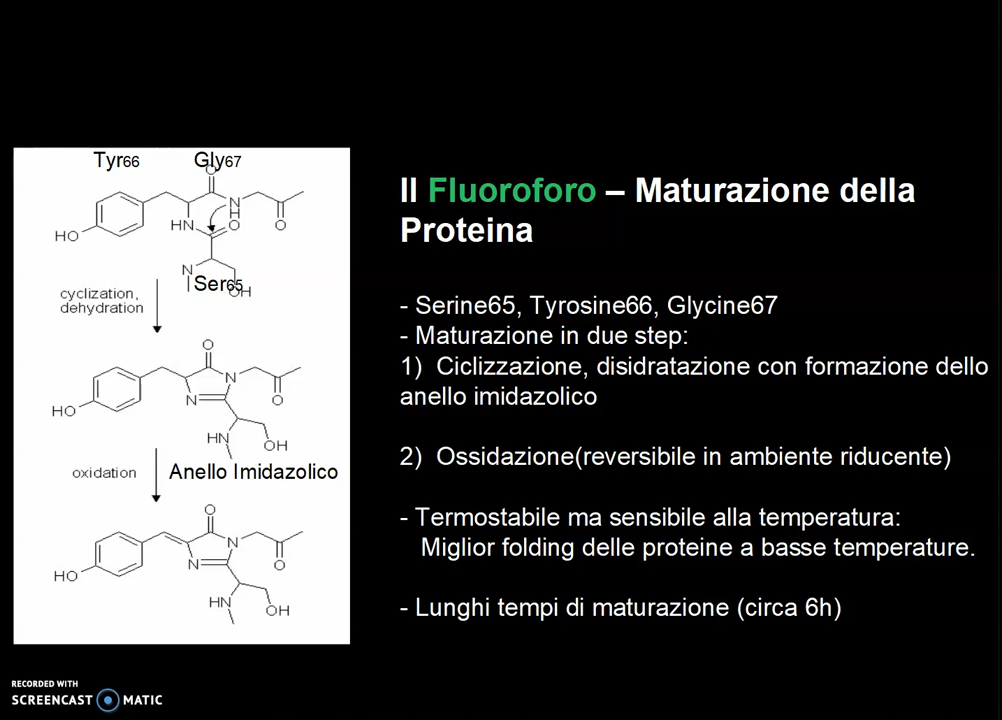 Tyr66
Gly67
O
N
H
HN
O
O
HO
N
Ser65
OH
cyclization,
dehydration
O
N
N
O
HO
HN
OH
oxidation
Anello Imidazolico
O
N
N
O
HO
HN
OH
Il Fluoroforo – Maturazione della
Proteina
- Serine65, Tyrosine66, Glycine67
- Maturazione in due step:
1) Ciclizzazione, disidratazione con formazione dello
anello imidazolico
2) Ossidazione(reversibile in ambiente riducente)
- Termostabile ma sensibile alla temperatura:
Miglior folding delle proteine a basse temperature.
- Lunghi tempi di maturazione (circa 6h)
RECORDED WITH
SCREENCAST MATIC